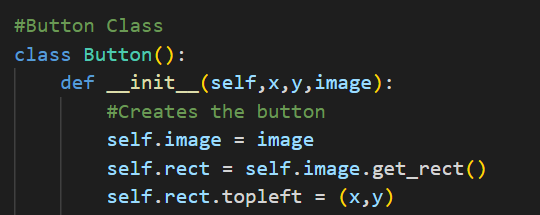 #Button Class
class Button():
    def __init__(self,x,y,image):
        #Creates the button
        self.image = image
        self.rect = self.image.get_rect()
        self.rect.topleft = (x,y)